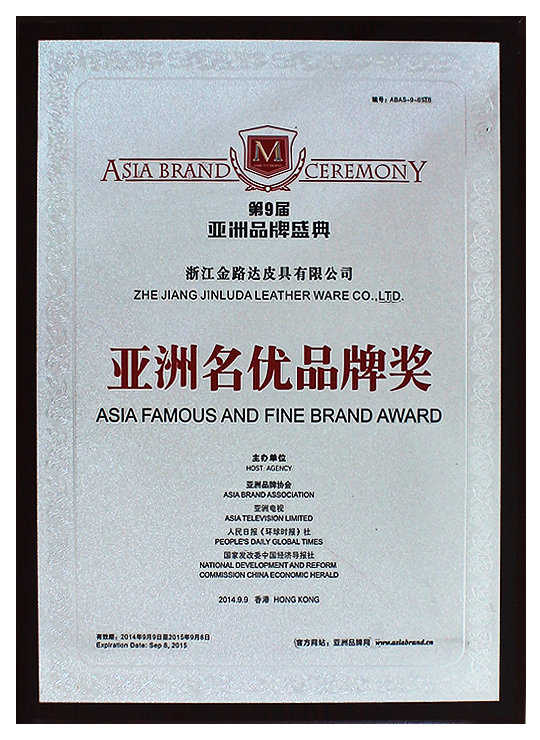 编号：ABAS-9-0516
M
ASIA BRAND CEREMONY
第9届
亚洲品牌盛典
浙江金路达皮具有限公司
ZHE JIANG JINLUDA LEATHER WARE CO.,LTD.
亚洲名优品牌奖
ASIA FAMOUS AND FINE BRAND AWARD
主办单位
HOST AGENCY
亚洲品牌协会
ASIA BRAND ASSOCIATION
亚洲电视
ASIA TELEVISION LIMITED
人民日报《环球时报》社
PEOPLE'S DAILY GLOBAL TIMES
国家发改委中国经济导报社
NATIONAL DEVELOPMENT AND REFORM
COMMISSION CHINA ECONOMIC HERALD
2014.9.9 香港 HONG KONG
有效期：2014年9月9日至2015年9月8日
Expiration Date: Sep 8, 2015
官方网站：亚洲品牌网 www.asiabrand.cn